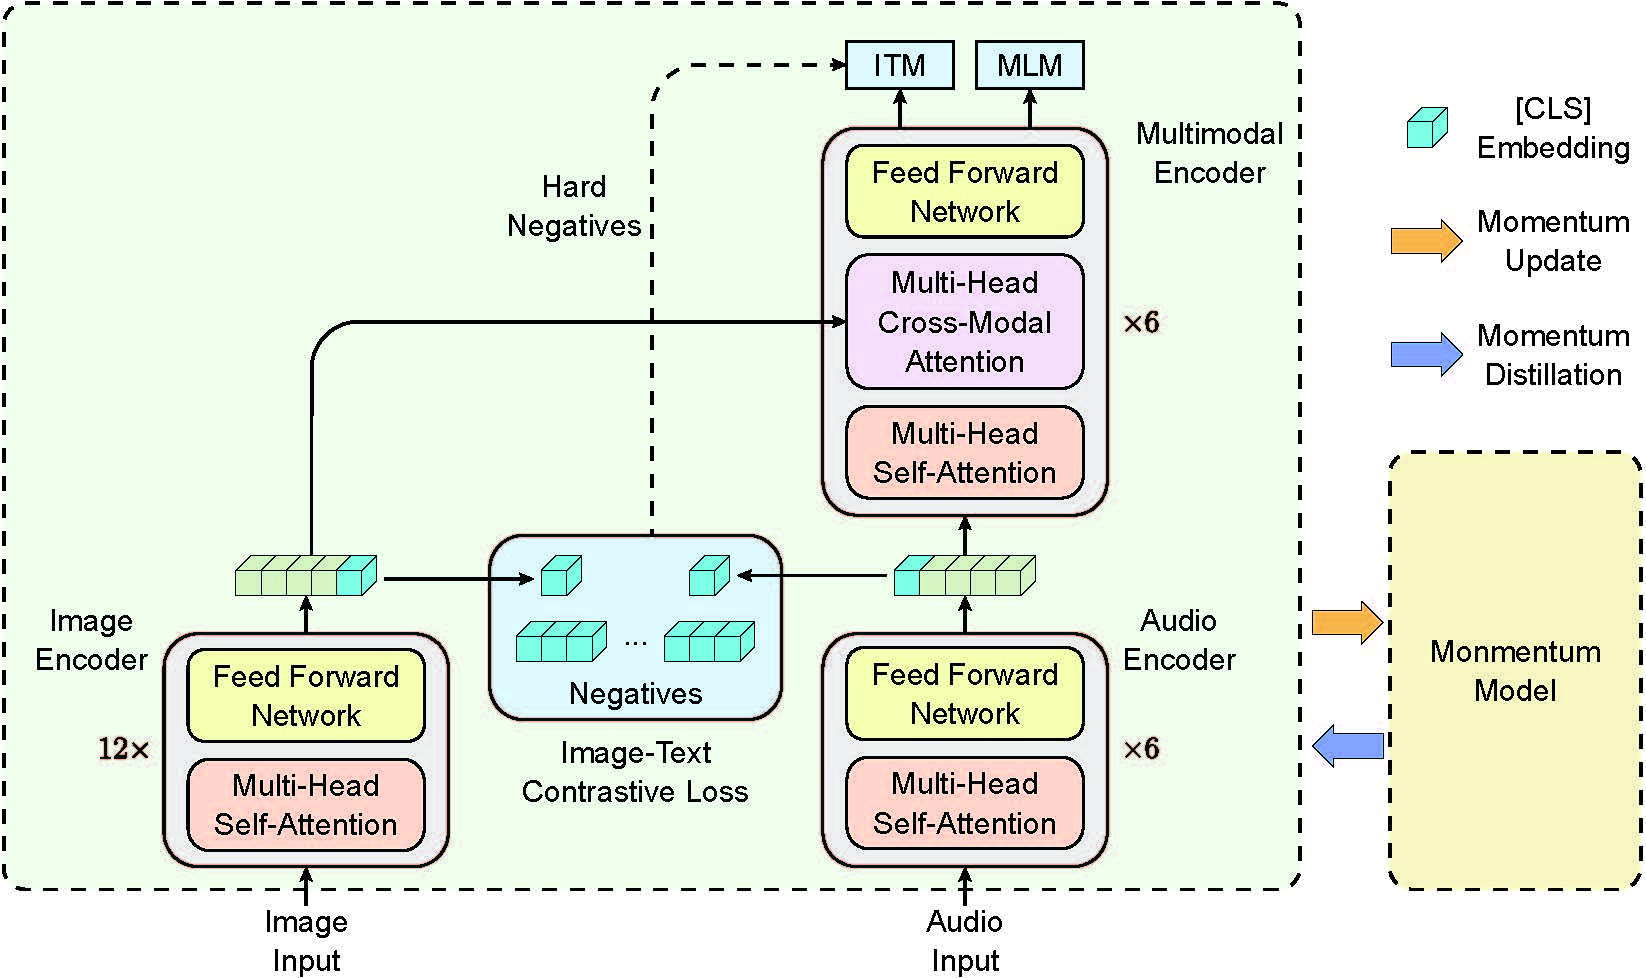 ITM
MLM
Multimodal
Encoder
Feed Forward
Network
Hard
Negatives
Multi-Head
Cross-Modal
Attention
×6
Multi-Head
Self-Attention
[CLS]
Embedding
Momentum
Update
Momentum
Distillation
Image
Encoder
Feed Forward
Network
12×
Multi-Head
Self-Attention
...
Negatives
Image-Text
Contrastive Loss
Audio
Encoder
Feed Forward
Network
×6
Multi-Head
Self-Attention
Monmentum
Model
Image
Input
Audio
Input